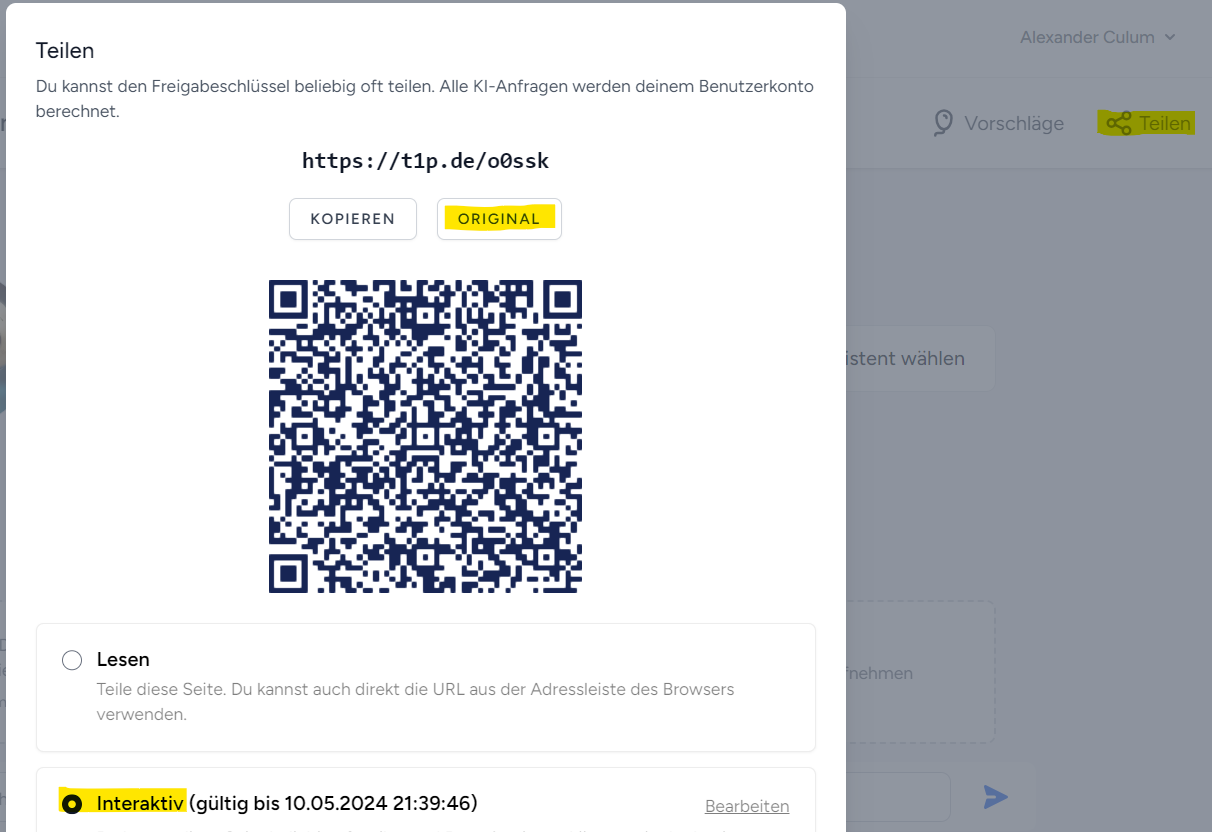 Teilen
Du kannst den Freigabeschlüssel beliebig oft teilen. Alle KI-Anfragen werden deinem Benutzerkonto
berechnet.
https://t1p.de/o0ssk
KOPIEREN
ORIGINAL
Lesen
Teile diese Seite. Du kannst auch direkt die URL aus der Adressleiste des Browsers
verwenden.
Interaktiv (gültig bis 10.05.2024 21:39:46)
Bearbeiten
Alexander Culum
Vorschläge
Teilen
istent wählen
fnehmen